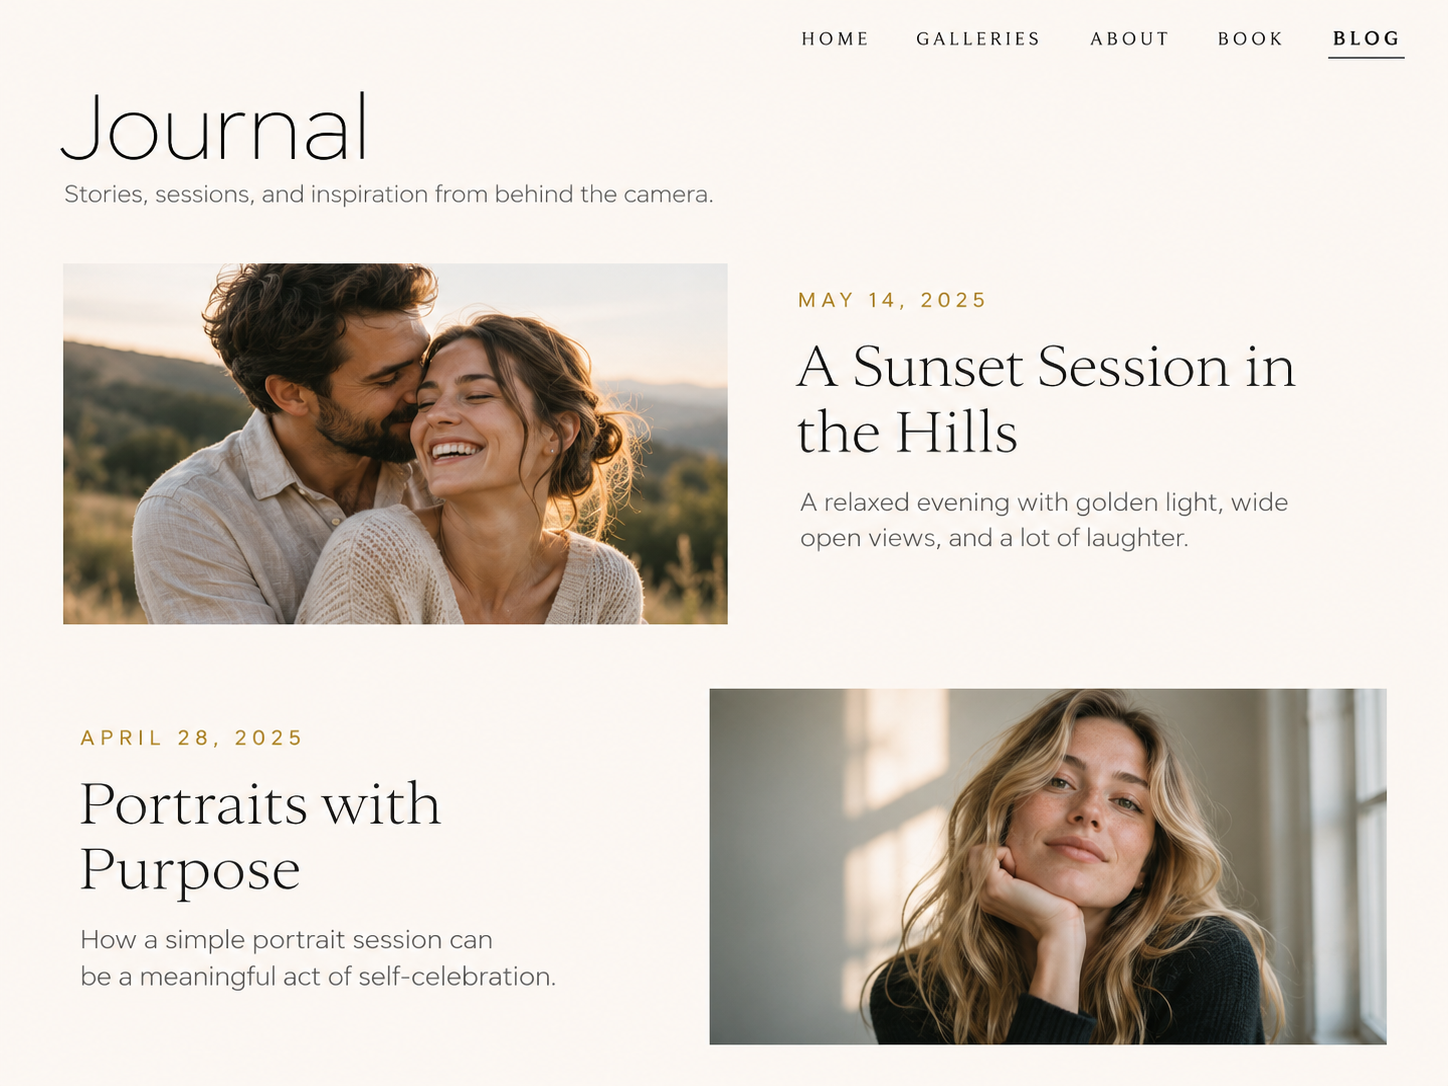 HOME GALLERIES ABOUT BOOK BLOG
Journal
Stories, sessions, and inspiration from behind the camera.
MAY 14, 2025
A Sunset Session in
the Hills
A relaxed evening with golden light, wide
open views, and a lot of laughter.
APRIL 28, 2025
Portraits with
Purpose
How a simple portrait session can
be a meaningful act of self-celebration.